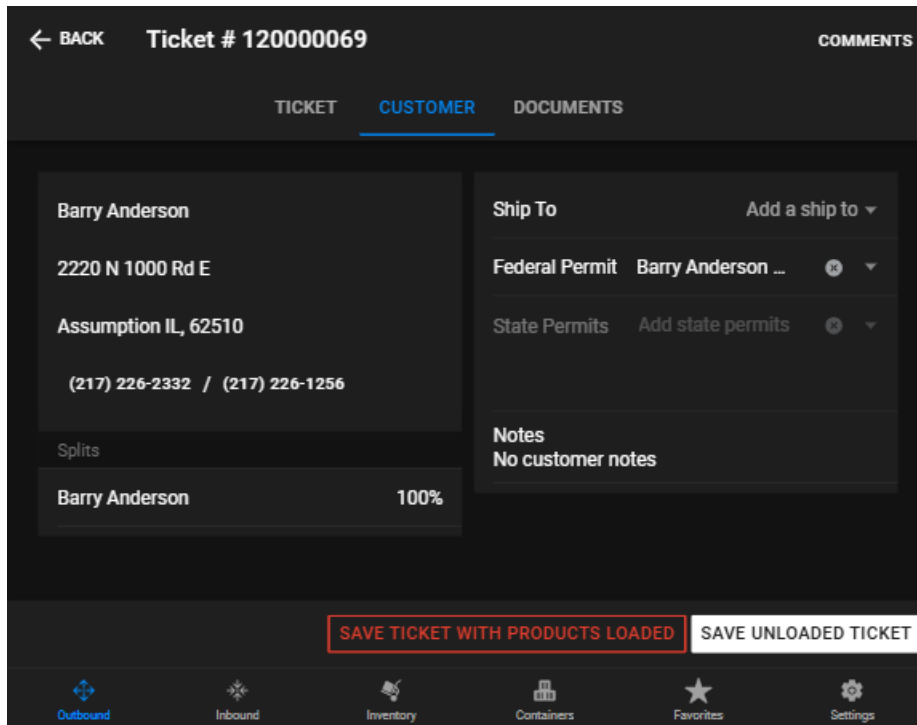 BACK Ticket # 120000069 COMMENTS
TICKET CUSTOMER DOCUMENTS
Barry Anderson
2220 N 1000 Rd E
Assumption IL, 62510
(217) 226-2332 / (217) 226-1256
Splits
Barry Anderson 100%
Ship To Add a ship to
Federal Permit Barry Anderson ...
State Permits Add state permits
Notes
No customer notes
SAVE TICKET WITH PRODUCTS LOADED SAVE UNLOADED TICKET
Outbound Inbound Inventory Containers Favorites Settings